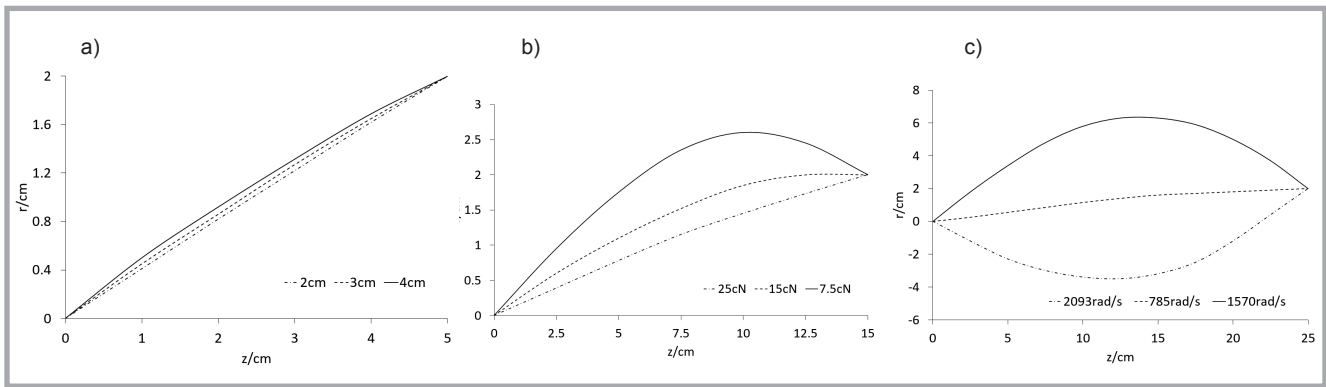 a)
2
1.6
1.2
0.8
0.4
0
r/cm
0 1 2 3 4 5
z/cm
2cm 3cm 4cm
b)
3
2.5
2
1.5
1
0.5
0
0 2.5 5 7.5 10 12.5 15
z/cm
25cN 15cN 7.5cN
c)
8
6
4
2
0
-2
-4
-6
r/cm
0 5 10 15 20 25
z/cm
2093rad/s 785rad/s 1570rad/s